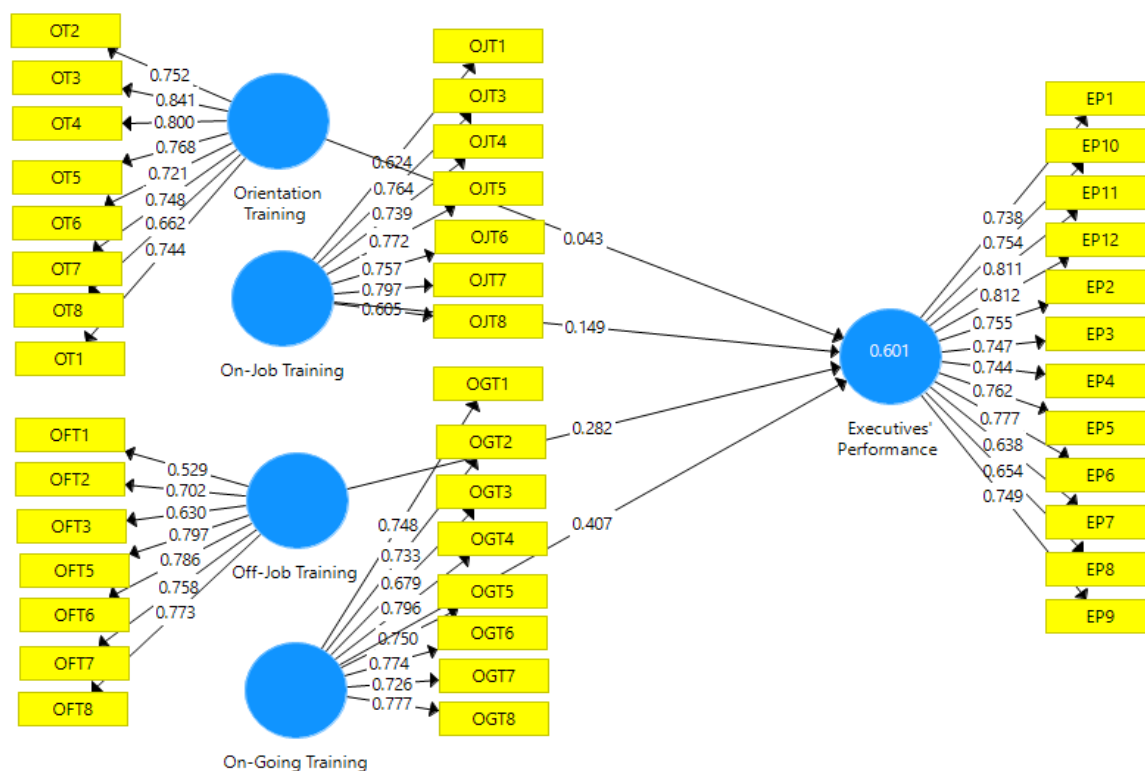 OT2
OT3
OT4
OT5
OT6
OT7
OT8
OT1
0.752
0.841
0.800
0.768
0.721
0.748
0.662
0.744
Orientation
Training
OJT1
OJT3
OJT4
OJT5
OJT6
OJT7
OJT8
0.624
0.764
0.739
0.772
0.757
0.797
0.605
On-Job Training
OFT1
OFT2
OFT3
OFT5
OFT6
OFT7
OFT8
0.529
0.702
0.630
0.797
0.786
0.758
0.773
Off-Job Training
OGT1
OGT2
OGT3
OGT4
OGT5
OGT6
OGT7
OGT8
0.748
0.733
0.679
0.796
0.750
0.774
0.726
0.777
On-Going Training
0.043
0.149
0.282
0.407
0.601
Executives'
Performance
0.738
0.754
0.811
0.812
0.755
0.747
0.744
0.762
0.777
0.638
0.654
0.749
EP1
EP10
EP11
EP12
EP2
EP3
EP4
EP5
EP6
EP7
EP8
EP9